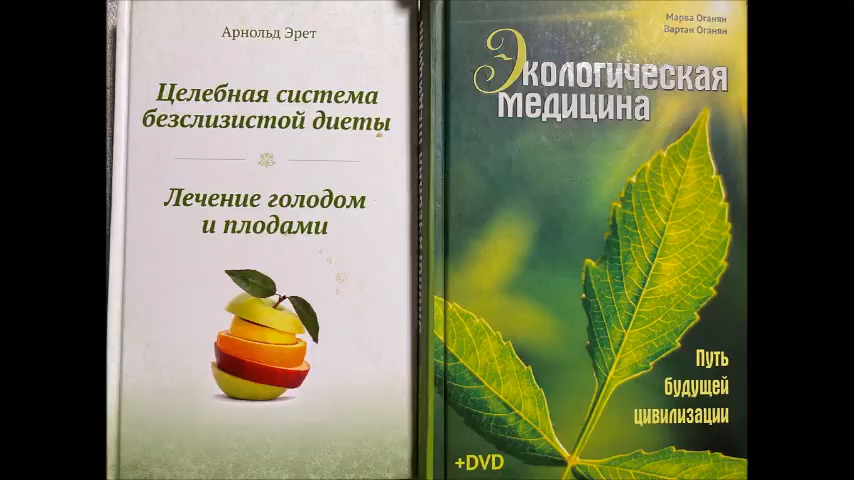 Арнольд Эрет
Целебная система
безслизистой диеты
Лечение голодом
и плодами
Марва Оганян
Вартан Оганян
Экологическая
медицина
Путь
будущей
цивилизации
+DVD